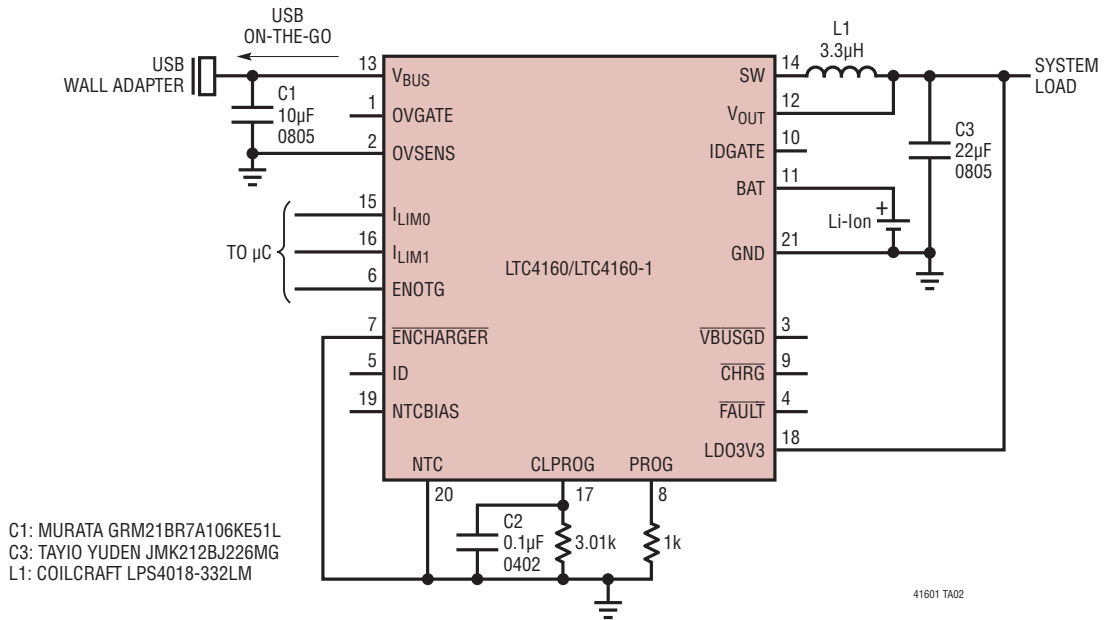 USB
ON-THE-GO
USB
WALL ADAPTER
C1
10µF
0805
13
VBUS
1
OVGATE
2
OVSENS
15
ILIM0
TO µC
16
ILIM1
6
ENOTG
7
ENCHARGER
5
ID
19
NTCBIAS
LTC4160/LTC4160-1
L1
3.3µH
SW
14
SYSTEM
LOAD
VOUT
12
IDGATE
10
C3
22µF
0805
BAT
11
Li-Ion
+
GND
21
VBUSGD
3
CHRG
9
FAULT
4
LDO3V3
18
NTC
CLPROG
PROG
20
17
8
C2
0.1µF
0402
3.01k
1k
C1: MURATA GRM21BR7A106KE51L
C3: TAYIO YUDEN JMK212BJ226MG
L1: COILCRAFT LPS4018-332LM
41601 TA02